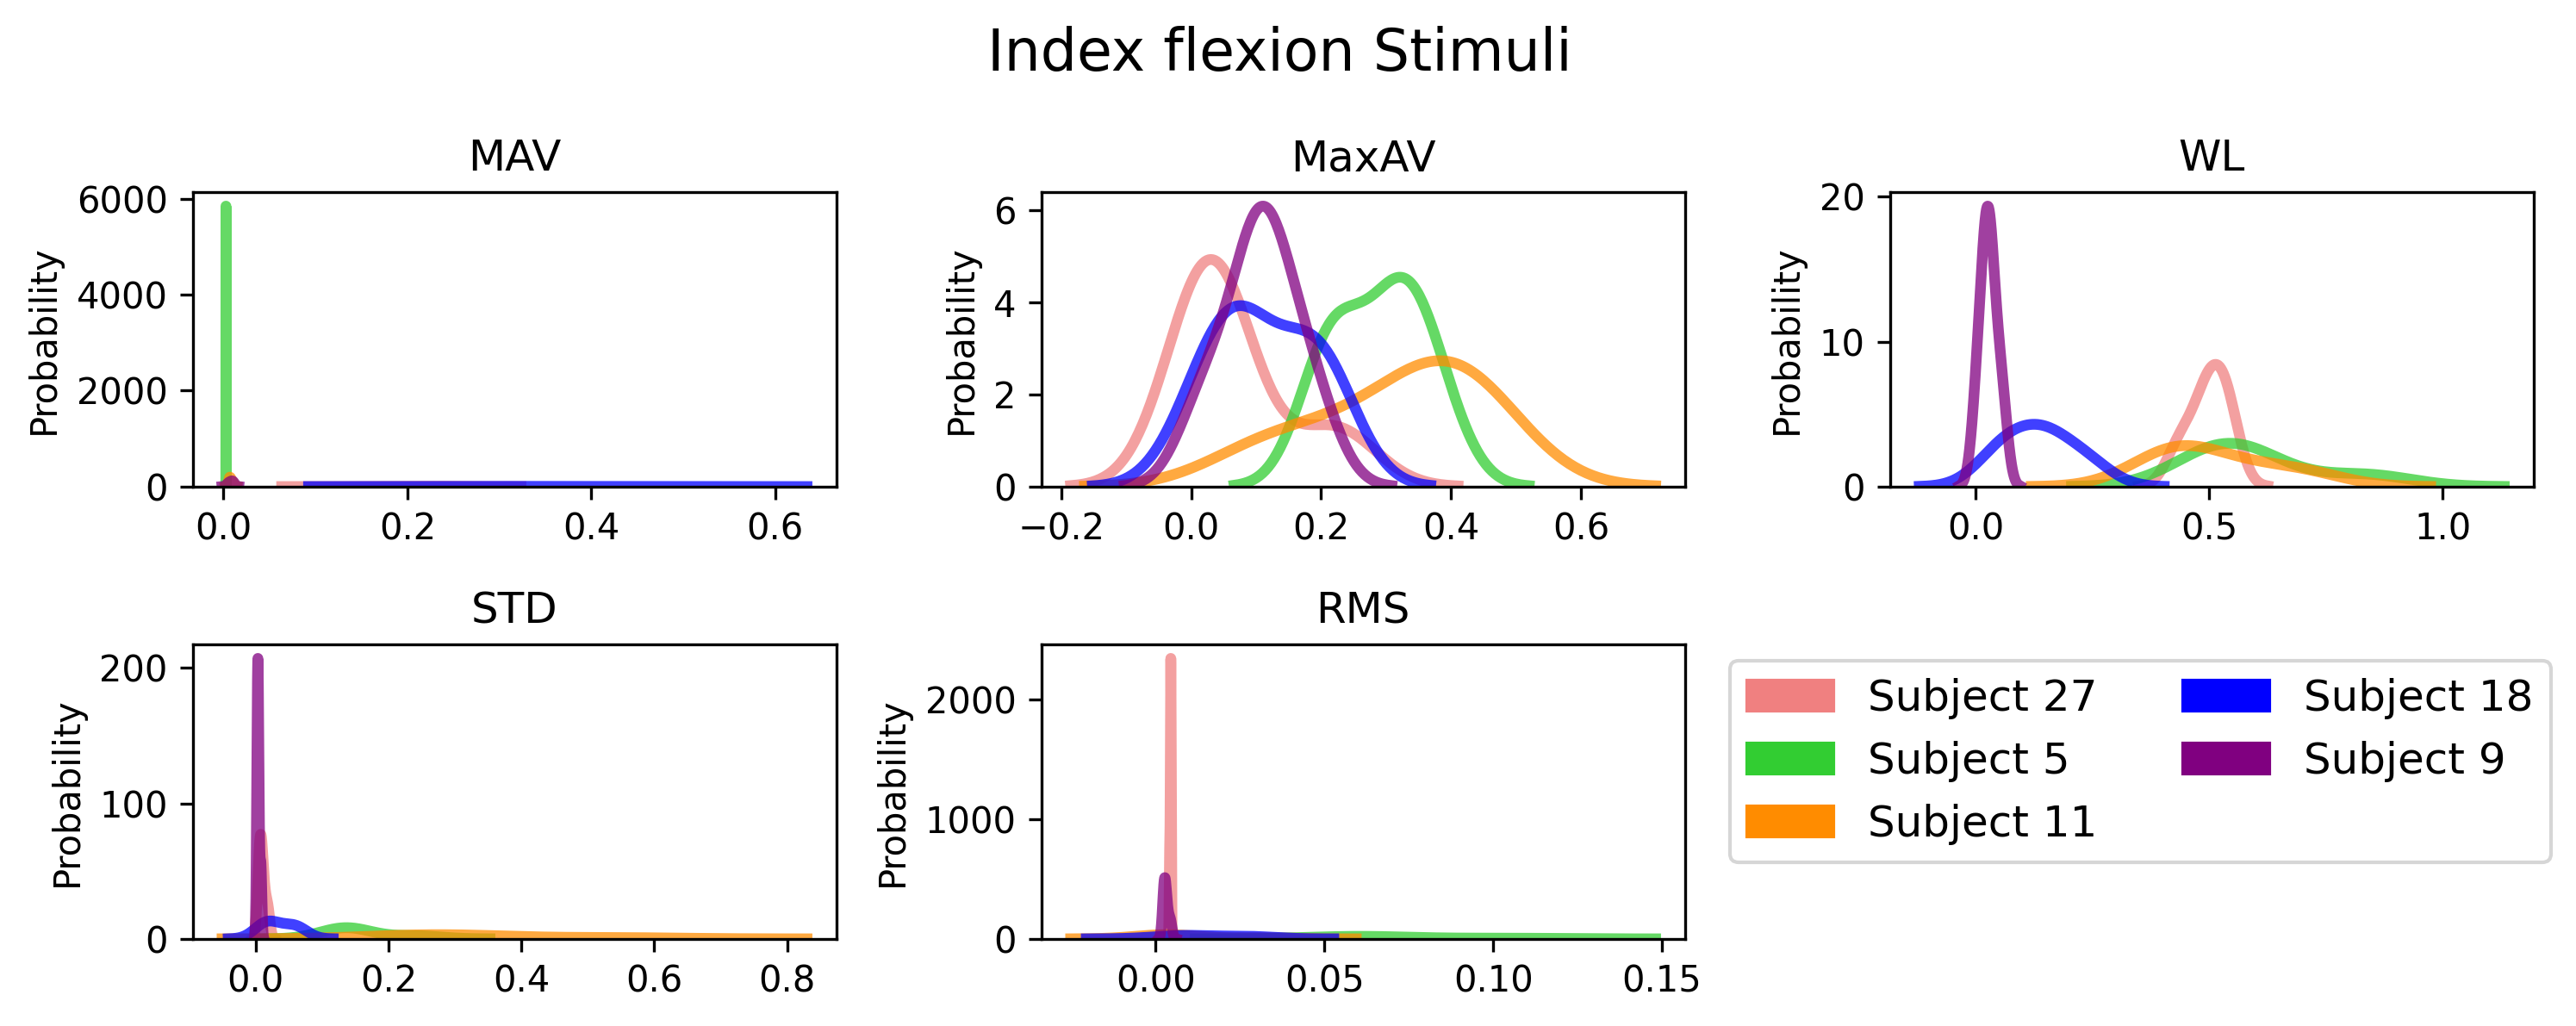 Index flexion Stimuli
MAV
Probability
6000
4000
2000
0
0.0 0.2 0.4 0.6
MaxAV
Probability
6
4
2
0
−0.2 0.0 0.2 0.4 0.6
WL
Probability
20
10
0
0.0 0.5 1.0
STD
Probability
200
100
0
0.0 0.2 0.4 0.6 0.8
RMS
Probability
2000
1000
0
0.00 0.05 0.10 0.15
Subject 27
Subject 5
Subject 11
Subject 18
Subject 9